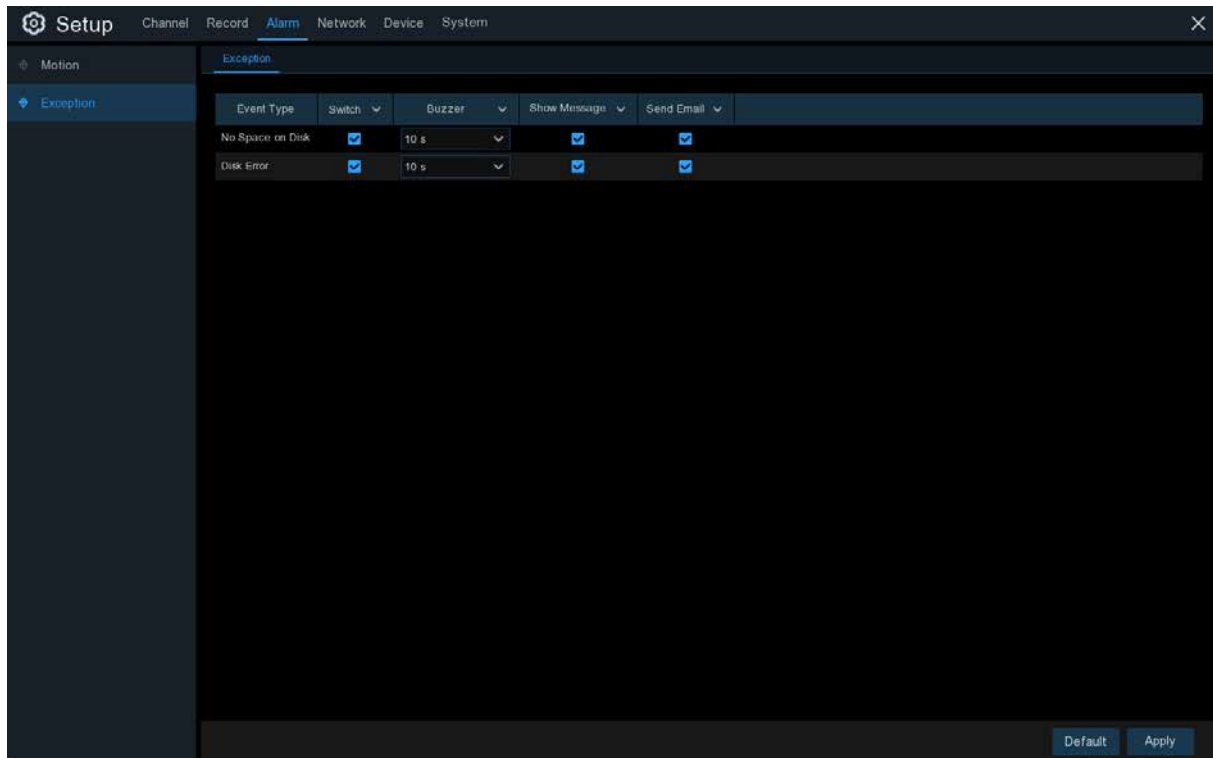 Setup Channel Record Alarm Network Device System
Motion
Exception
Exception
Event Type Switch Buzzer Show Message Send Email
No Space on Disk 10 s
Disk Error 10 s
Default Apply